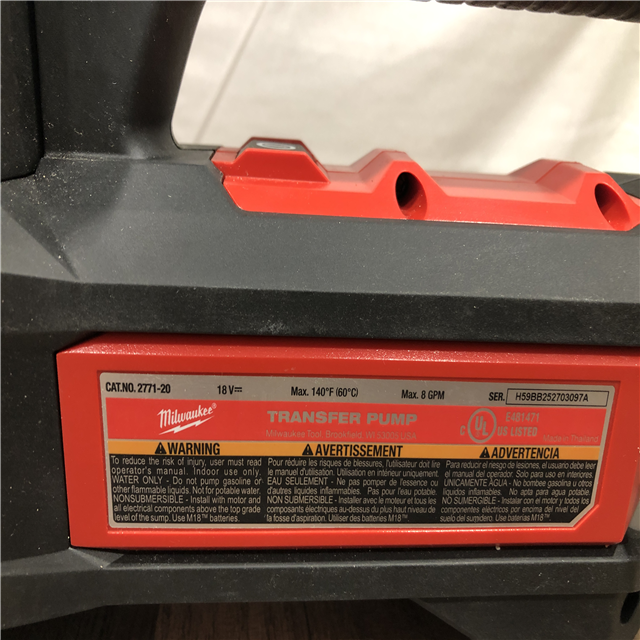 CAT.NO. 2771-20 18 V⎓ Max. 140°F (60°C) Max. 8 GPM SER. H59BB252703097A
Milwaukee® TRANSFER PUMP C UL US LISTED E481471
Milwaukee Tool, Brookfield, WI 53005 USA Made in Thailand
⚠WARNING
To reduce the risk of injury, user must read
operator's manual. Indoor use only.
WATER ONLY - Do not pump gasoline or
other flammable liquids. Not for potable water.
NONSUBMERSIBLE - Install with motor and
all electrical components above the top grade
level of the sump. Use M18™ batteries.
⚠AVERTISSEMENT
Pour réduire les risques de blessures, l'utilisateur doit lire
le manuel d'utilisation. Utilisation en intérieur uniquement
EAU SEULEMENT - Ne pas pomper de l'essence ou
d'autres liquides inflammables. Pas pour l'eau potable.
NON SUBMERSIBLE - Installer avec le moteur et tous les
composants électriques au-dessus du plus haut niveau de
la fosse d'aspiration. Utiliser des batteries M18™.
⚠ADVERTENCIA
Para reducir el riesgo de lesiones, el usuario debe leer
el manual del operador Solo para uso en interiores
ÚNICAMENTE AGUA - No bombee gasolina u otros
líquidos inflamables. No apta para agua potable.
NO SUMERGIBLE - Instalar con el motor y todos los
componentes eléctricos por encima del nivel del
suelo del sumidero. Use baterías M18™.